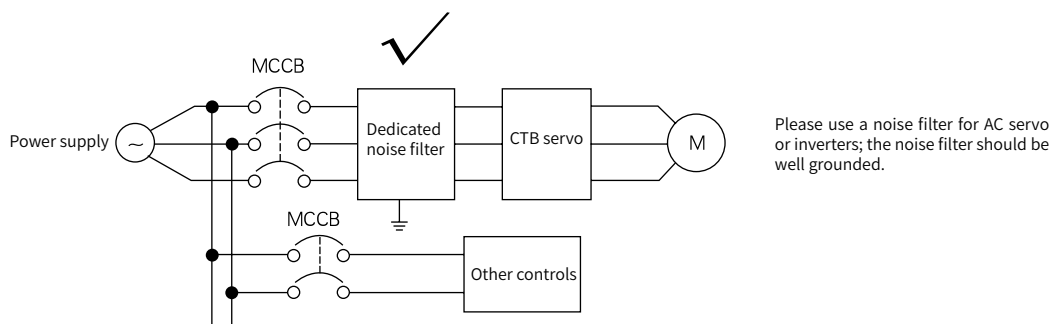 MCCB
Power supply
~
Dedicated
noise filter
CTB servo
M
Please use a noise filter for AC servo
or inverters; the noise filter should be
well grounded.
MCCB
Other controls